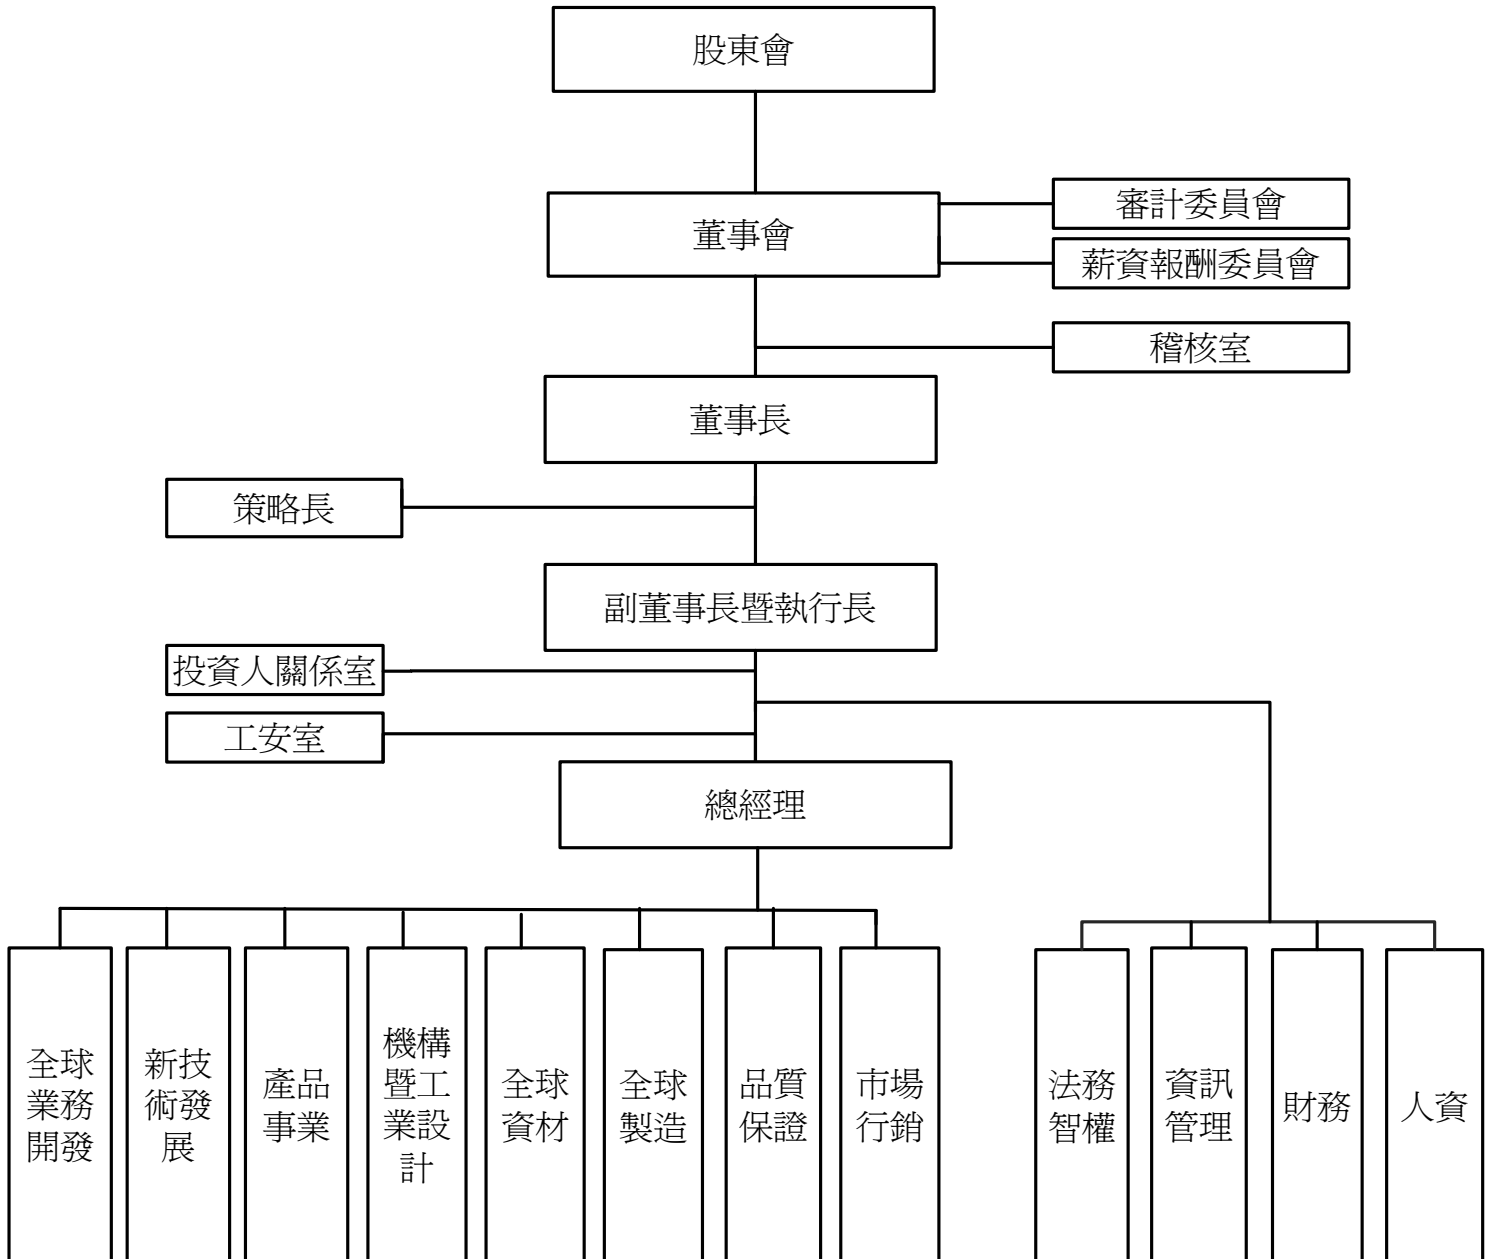 股東會
董事會
審計委員會
薪資報酬委員會
稽核室
董事長
策略長
副董事長暨執行長
投資人關係室
工安室
總經理
全球
業務
開發
新技
術發
展
產品
事業
機構
暨工
業設
計
全球
資材
全球
製造
品質
保證
市場
行銷
法務
智權
資訊
管理
財務
人資